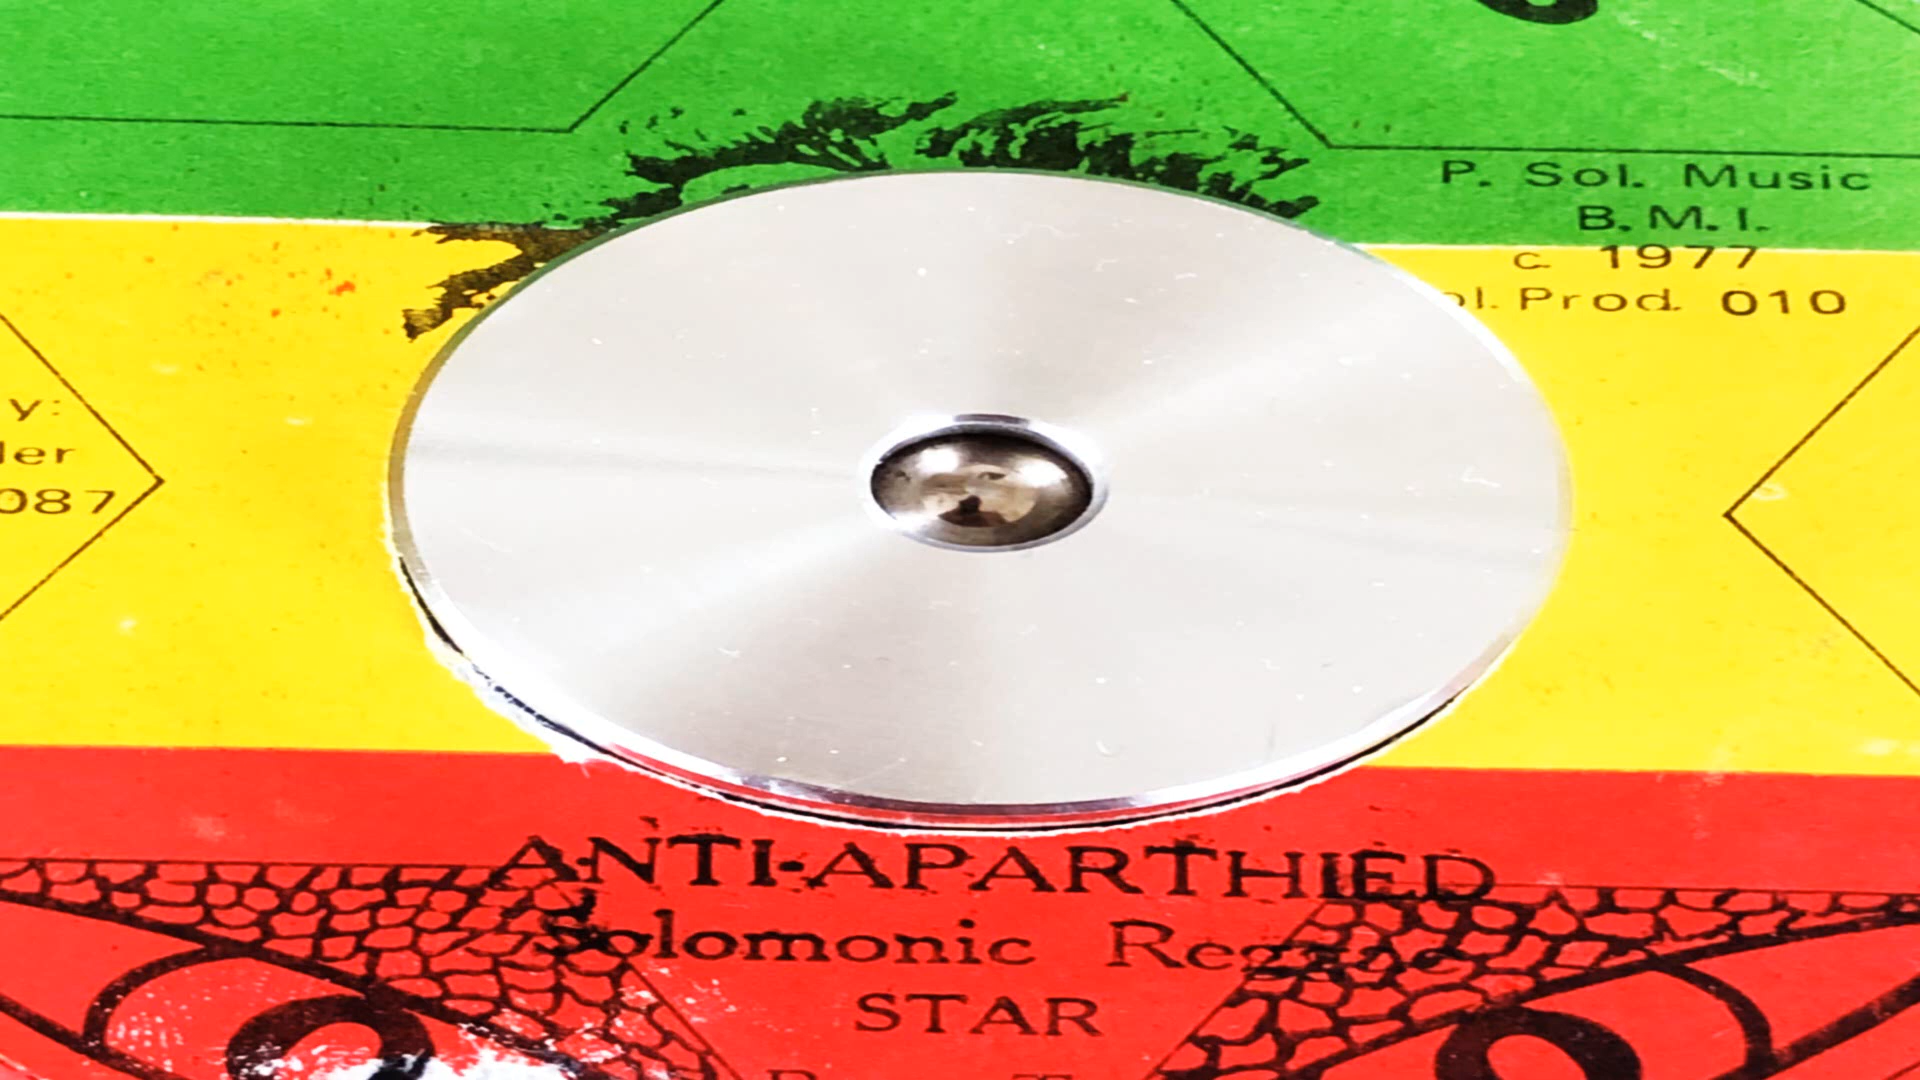 P. Sol. Music
B.M.I.
c. 1977
ol. Prod. 010
y:
ler
087
ANTI-APARTHIED
Solomonic Reggae
STAR